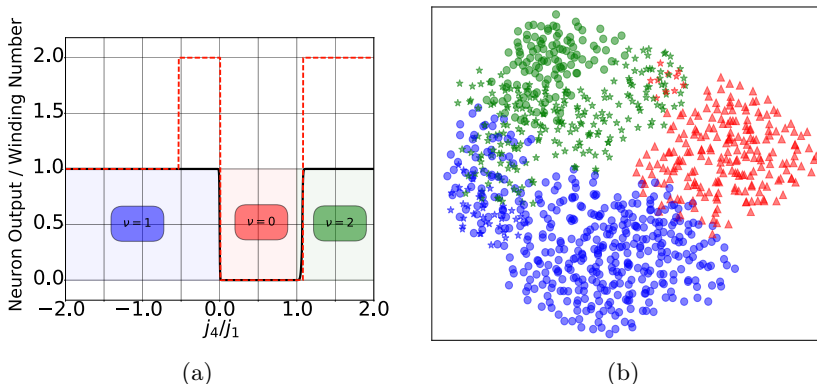 Neuron Output / Winding Number
2.0
1.5
1.0
0.5
0.0
ν = 1
ν = 0
ν = 2
−2.0 −1.0 0.0 1.0 2.0
j4/j1
(a)
(b)